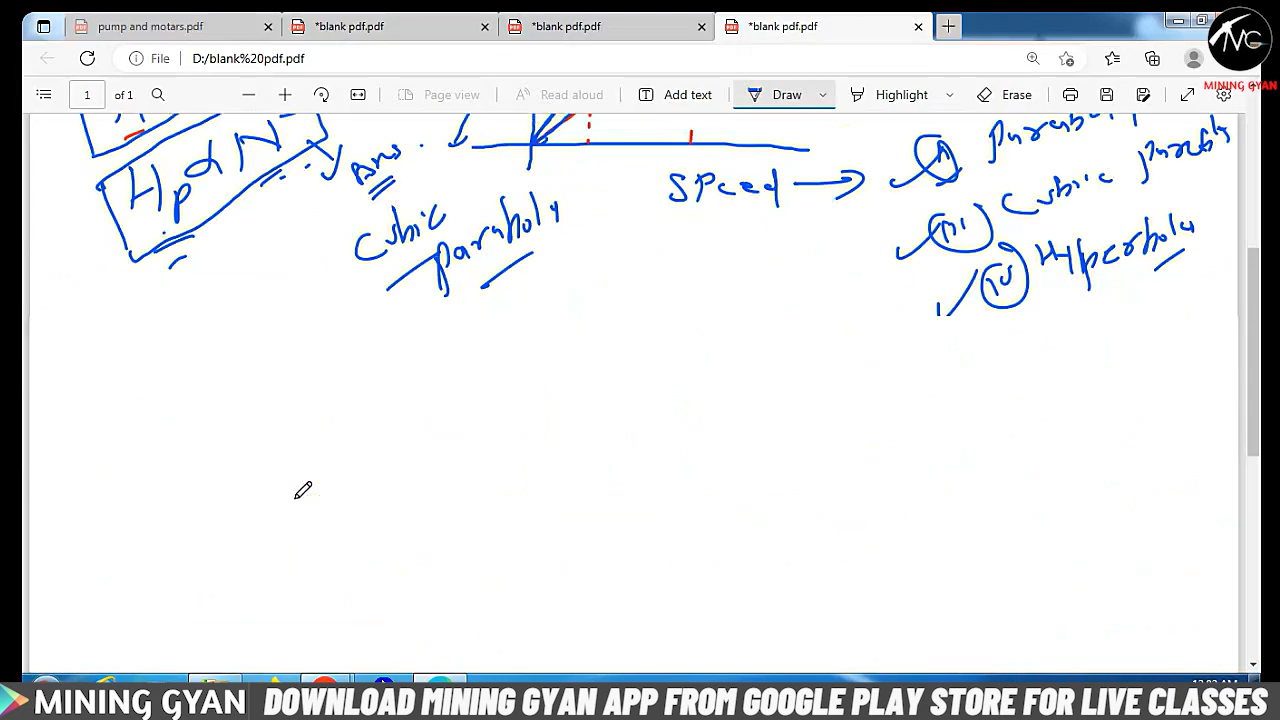 pump and motars.pdf
*blank pdf.pdf
*blank pdf.pdf
*blank pdf.pdf
File
D:/blank%20pdf.pdf
MINING GYAN
1 of 1
Page view
Read aloud
Add text
Draw
Highlight
Erase
Hp α N
Ans.
Speed
Cubic
Hyperbola
Cubic
parabola
MINING GYAN DOWNLOAD MINING GYAN APP FROM GOOGLE PLAY STORE FOR LIVE CLASSES